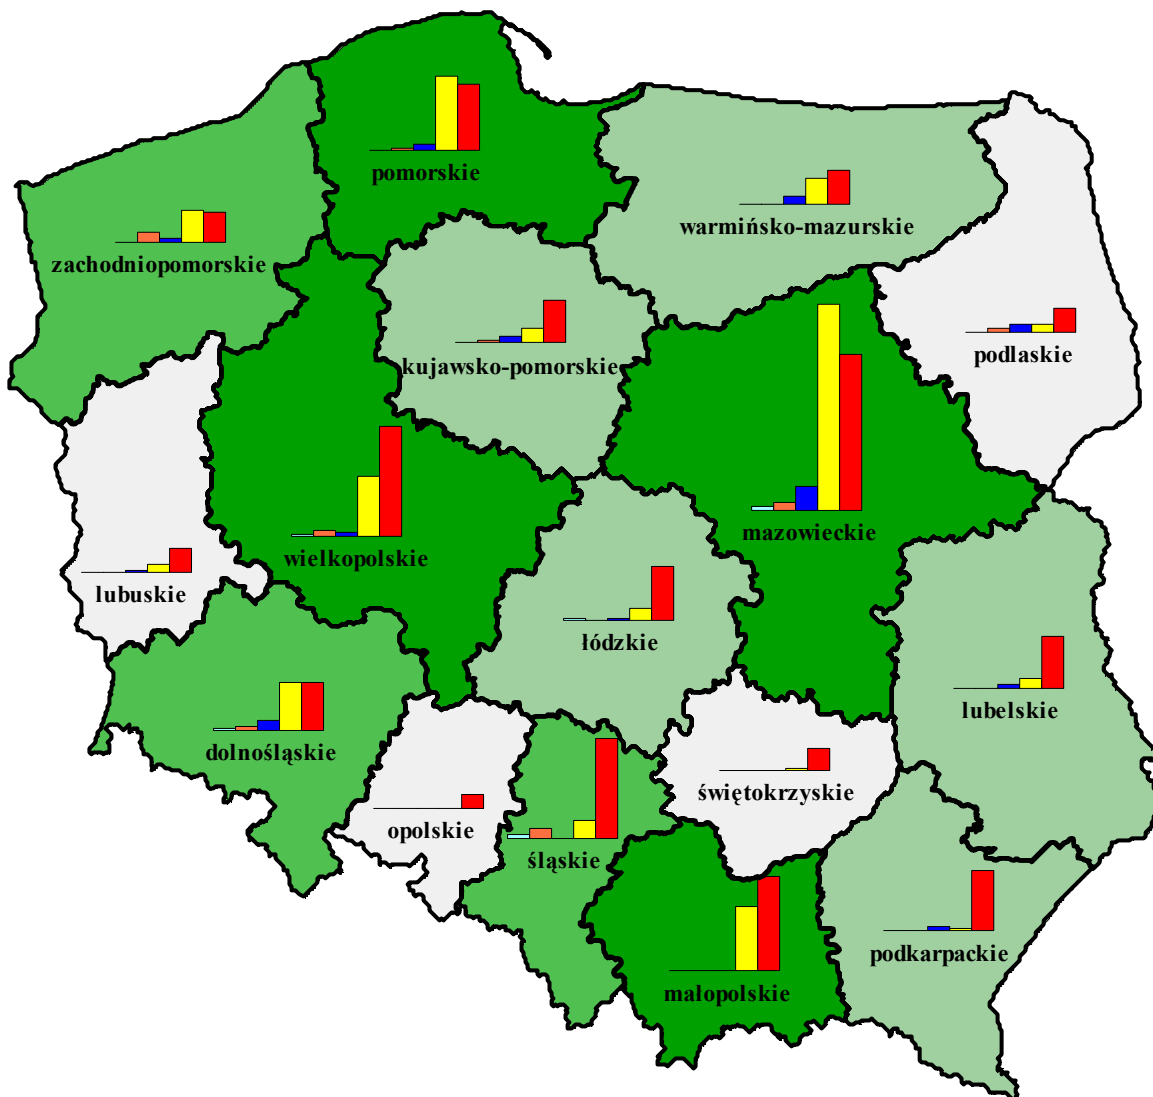 pomorskie
warmińsko-mazurskie
zachodniopomorskie
podlaskie
kujawsko-pomorskie
mazowieckie
wielkopolskie
lubuskie
łódzkie
lubelskie
dolnośląskie
świętokrzyskie
opolskie
śląskie
podkarpackie
małopolskie